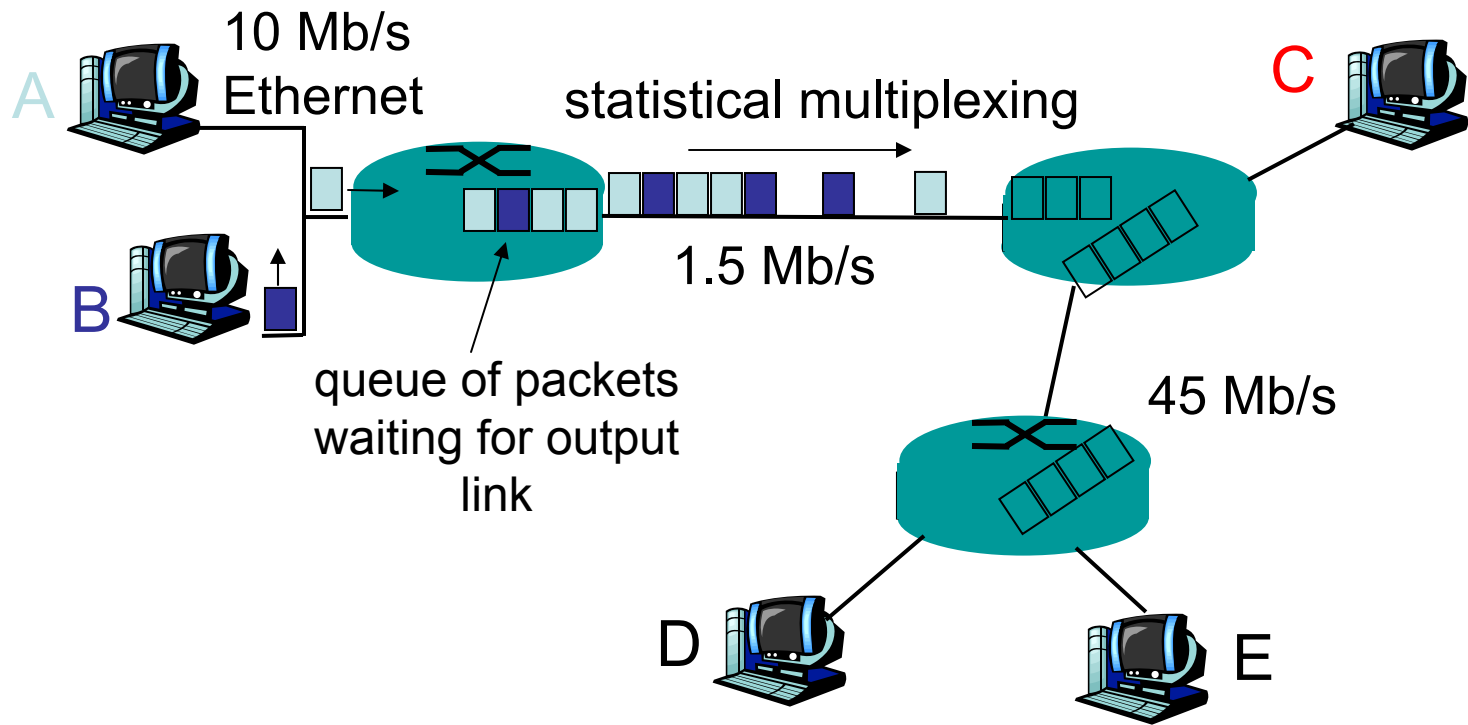 10 Mb/s
Ethernet
A
statistical multiplexing
C
1.5 Mb/s
B
queue of packets
waiting for output
link
45 Mb/s
D
E